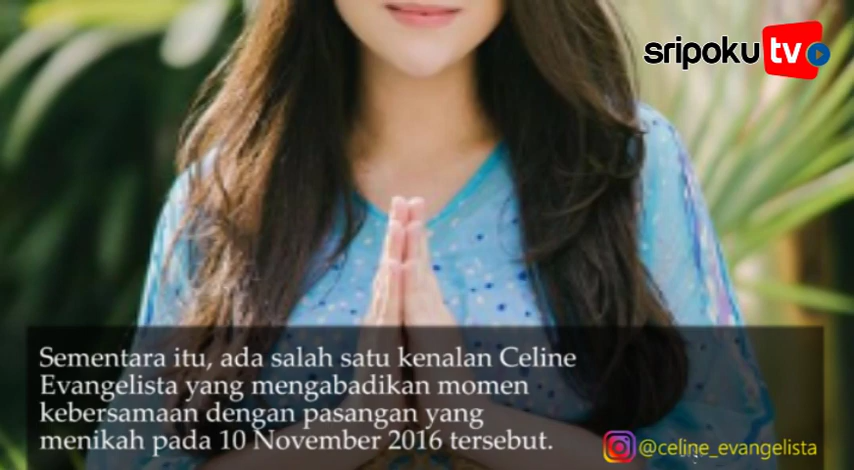 sripoku tv
Sementara itu, ada salah satu kenalan Celine
Evangelista yang mengabadikan momen
kebersamaan dengan pasangan yang
menikah pada 10 November 2016 tersebut.
@celine_evangelista